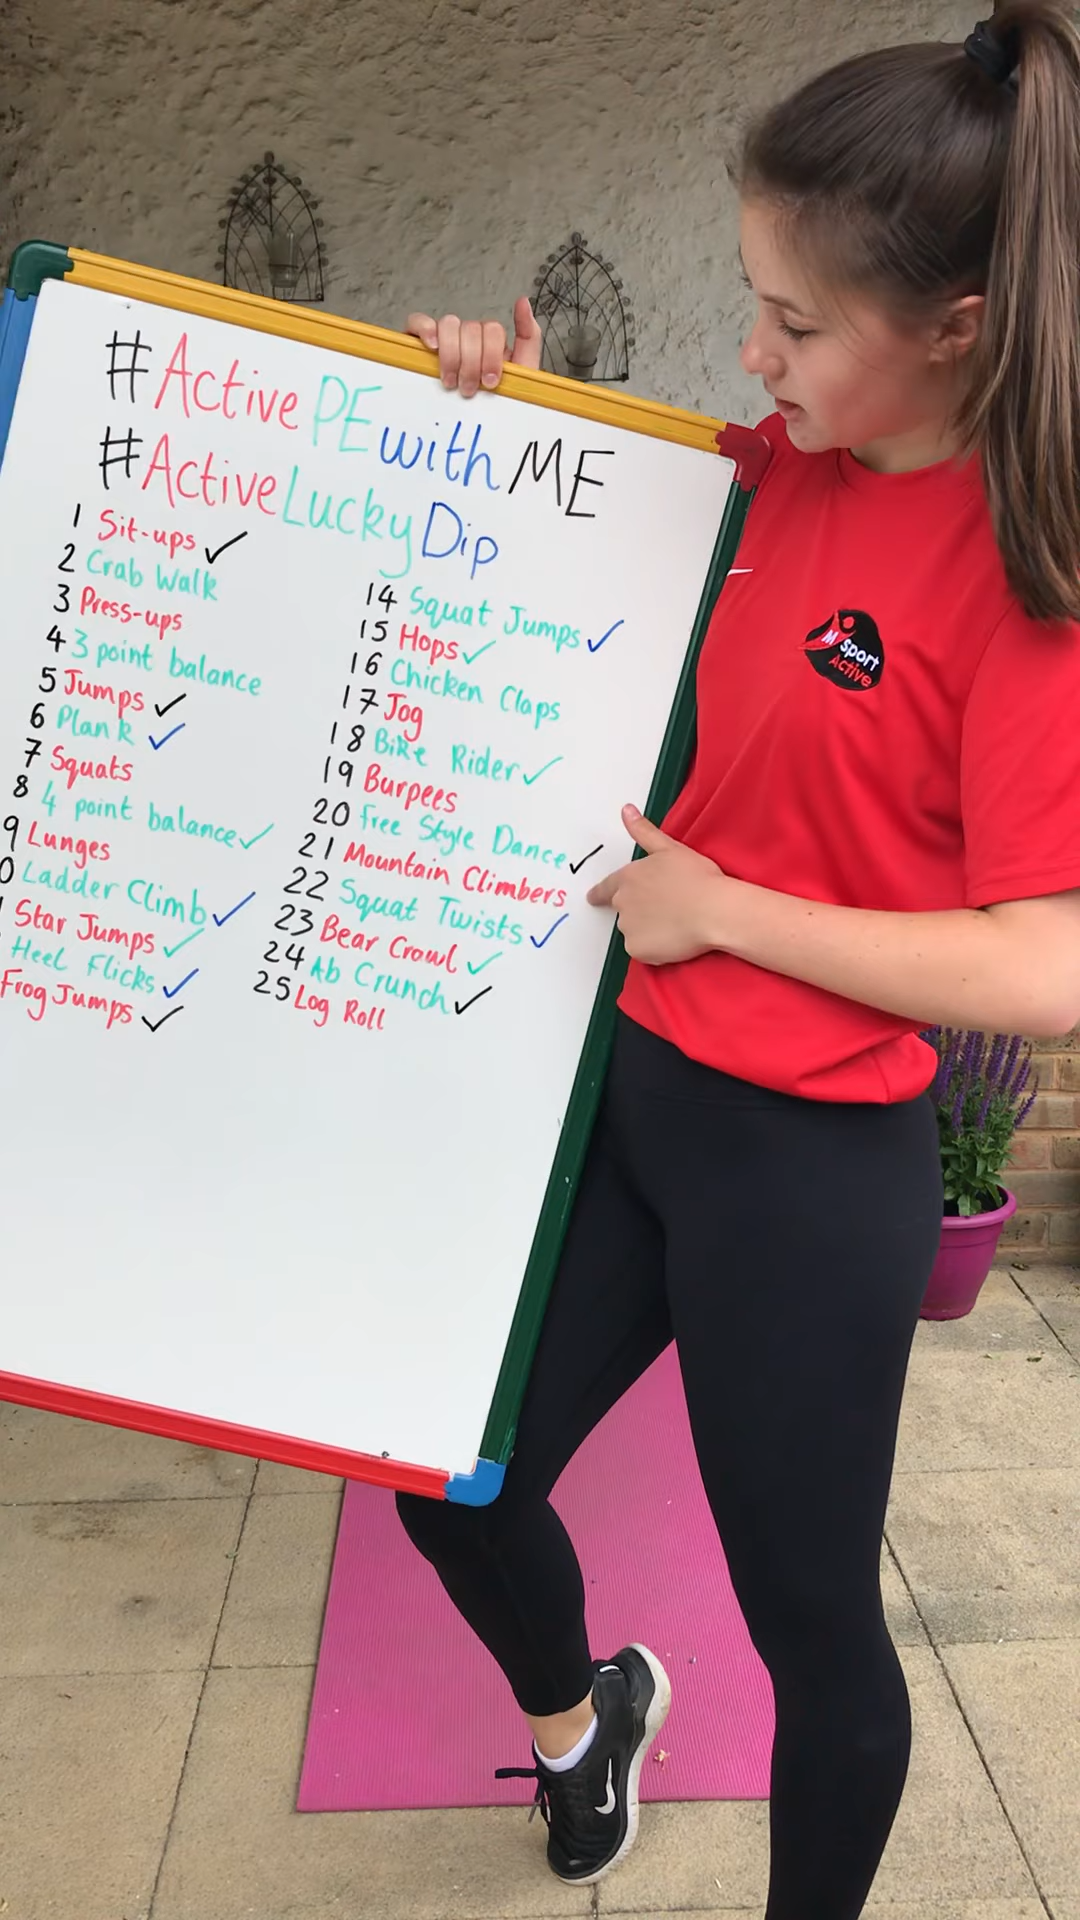 #Active PE with ME
#Active Lucky Dip
1 Sit-ups ✓
2 Crab Walk
3 Press-ups
4 3 point balance
5 Jumps ✓
6 Plank ✓
7 Squats
8 4 point balance ✓
9 Lunges
0 Ladder Climb ✓
Star Jumps ✓
Heel Flicks ✓
Frog Jumps ✓
14 Squat Jumps ✓
15 Hops ✓
16 Chicken Claps
17 Jog
18 Bike Rider ✓
19 Burpees
20 free Style Dance ✓
21 Mountain Climbers
22 Squat Twists ✓
23 Bear Crawl ✓
24 Ab Crunch ✓
25 Log Roll
M sport
Active